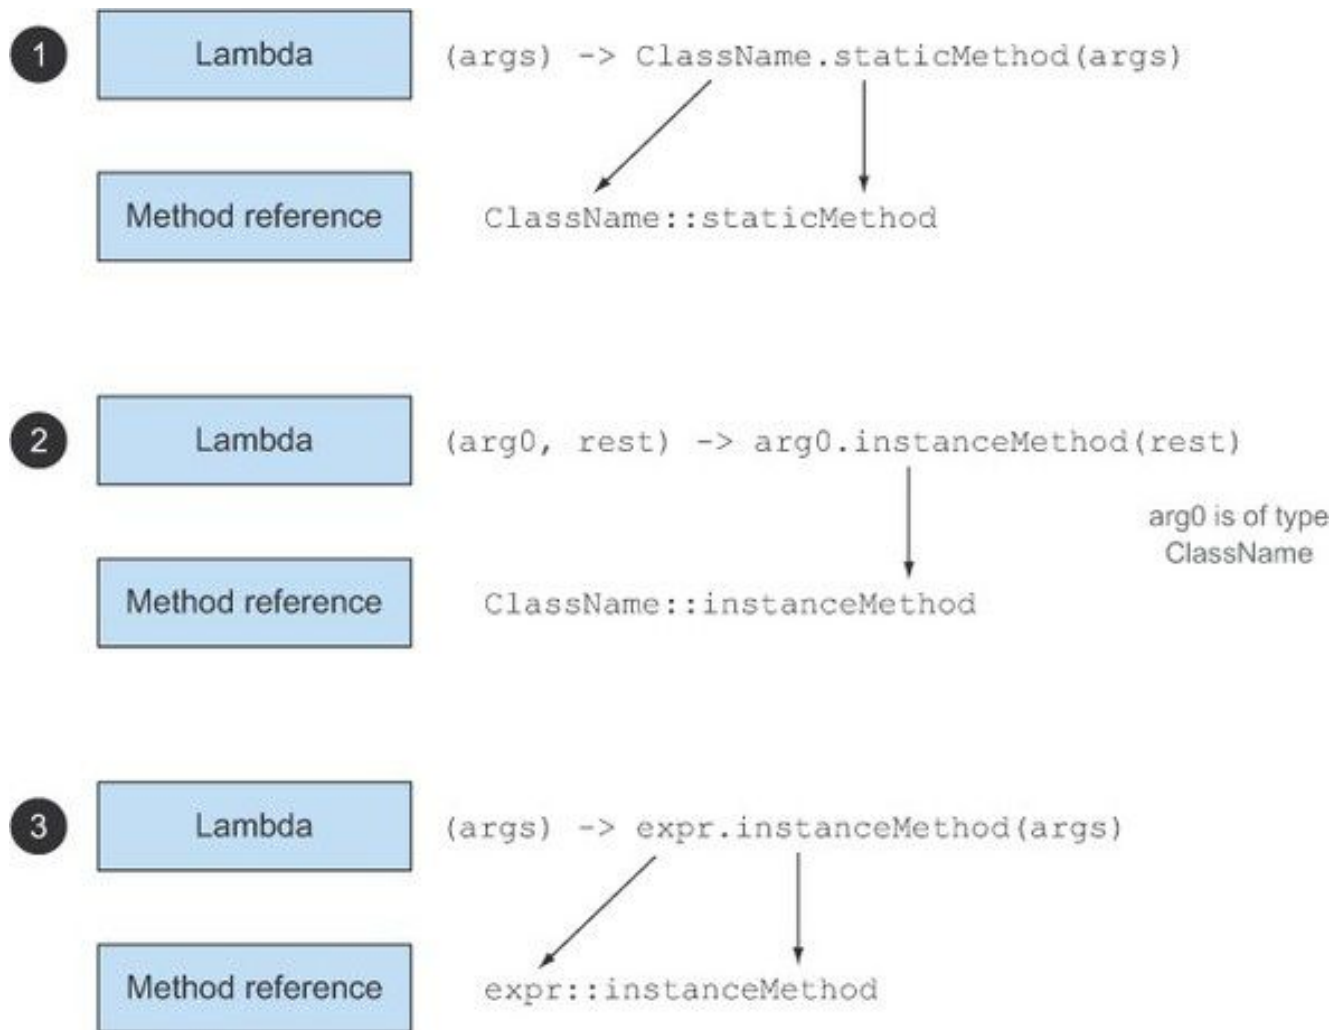 1
Lambda
(args) -> ClassName.staticMethod(args)
Method reference
ClassName::staticMethod
2
Lambda
(arg0, rest) -> arg0.instanceMethod(rest)
arg0 is of type
ClassName
Method reference
ClassName::instanceMethod
3
Lambda
(args) -> expr.instanceMethod(args)
Method reference
expr::instanceMethod